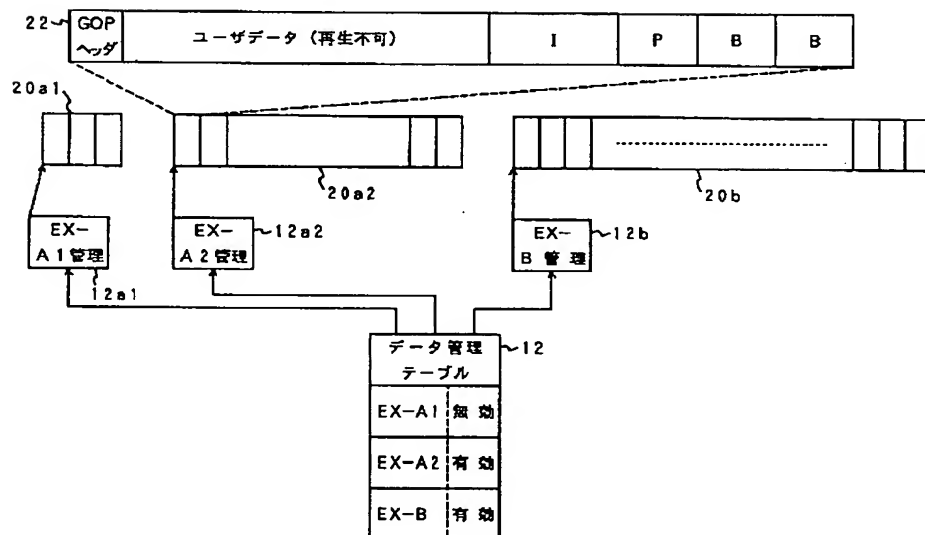 22
GOP
ヘッダ
ユーザデータ（再生不可）
I
P
B
B
20a1
20a2
20b
EX-
A1管理
12a1
EX-
A2管理
12a2
EX-
B 管 理
12b
データ管理
テーブル
12
EX-A1 無 効
EX-A2 有 効
EX-B 有 効